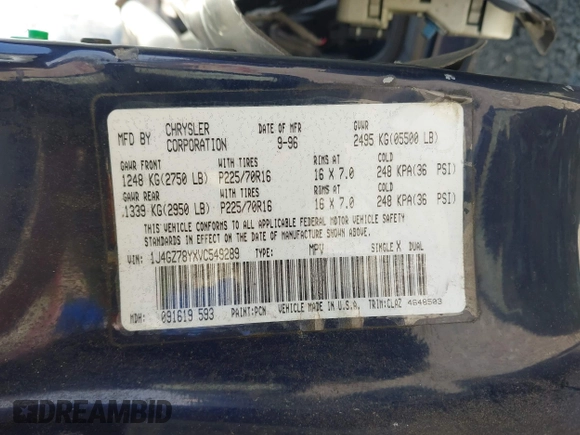 MFD BY CHRYSLER CORPORATION DATE OF MFR 9-96 GVWR 2495 KG(05500 LB)
GAWR FRONT WITH TIRES RIMS AT COLD
1248 KG(2750 LB) P225/70R16 16 X 7.0 248 KPA(36 PSI)
GAWR REAR WITH TIRES RIMS AT COLD
1339 KG(2950 LB) P225/70R16 16 X 7.0 248 KPA(36 PSI)
THIS VEHICLE CONFORMS TO ALL APPLICABLE FEDERAL MOTOR VEHICLE SAFETY
STANDARDS IN EFFECT ON THE DATE OF MANUFACTURE SHOWN ABOVE.
VIN: 1J4GZ78YXVC549289 TYPE: MPV SINGLE X DUAL
MDH: 091619 593 PAINT:PCN VEHICLE MADE IN U.S.A. TRIM:CLAZ 4648503
DREAMBID